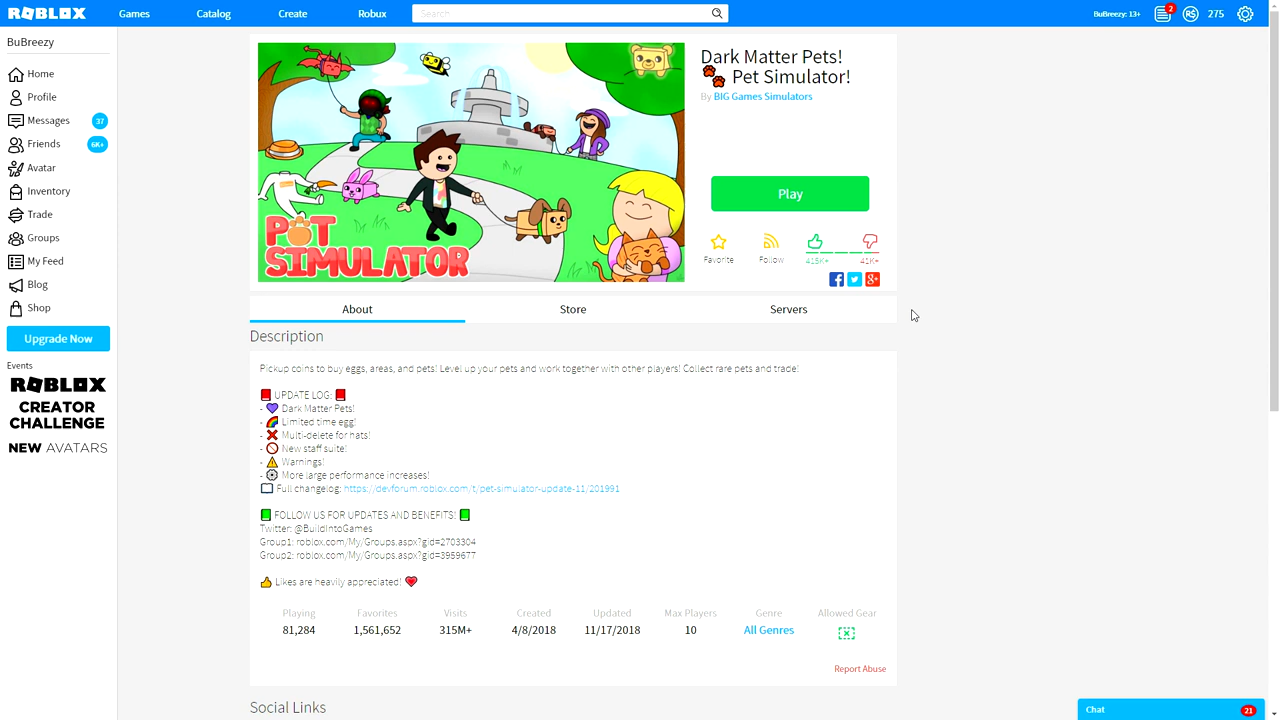 ROBLOX Games Catalog Create Robux Search BuBreezy: 13+ 2 R$ 275
BuBreezy
Home
Profile
Messages 37
Friends 6K+
Avatar
Inventory
Trade
Groups
My Feed
Blog
Shop
Upgrade Now
Events
ROBLOX
CREATOR
CHALLENGE
NEW AVATARS
PET
SIMULATOR
Dark Matter Pets!
Pet Simulator!
By BIG Games Simulators
Play
Favorite Follow 415K+ 41K+
About Store Servers
Description
Pickup coins to buy eggs, areas, and pets! Level up your pets and work together with other players! Collect rare pets and trade!
📕 UPDATE LOG: 📕
- 💜 Dark Matter Pets!
- 🌈 Limited time egg!
- ❌ Multi-delete for hats!
- 🚫 New staff suite!
- ⚠️ Warnings!
- ⚙️ More large performance increases!
Full changelog: https://devforum.roblox.com/t/pet-simulator-update-11/201991
📗 FOLLOW US FOR UPDATES AND BENEFITS! 📗
Twitter: @BuildIntoGames
Group1: roblox.com/My/Groups.aspx?gid=2703304
Group2: roblox.com/My/Groups.aspx?gid=3959677
👍 Likes are heavily appreciated! ❤️
Playing Favorites Visits Created Updated Max Players Genre Allowed Gear
81,284 1,561,652 315M+ 4/8/2018 11/17/2018 10 All Genres
Report Abuse
Social Links
Chat 21